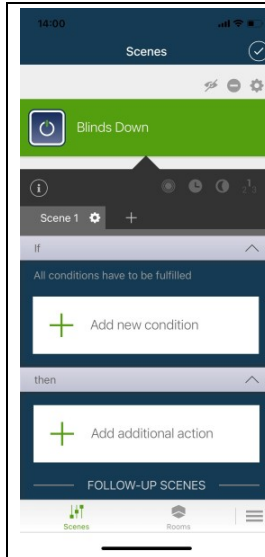 14:00
Scenes
Blinds Down
Scene 1
If
All conditions have to be fulfilled
Add new condition
then
Add additional action
FOLLOW-UP SCENES
Scenes
Rooms